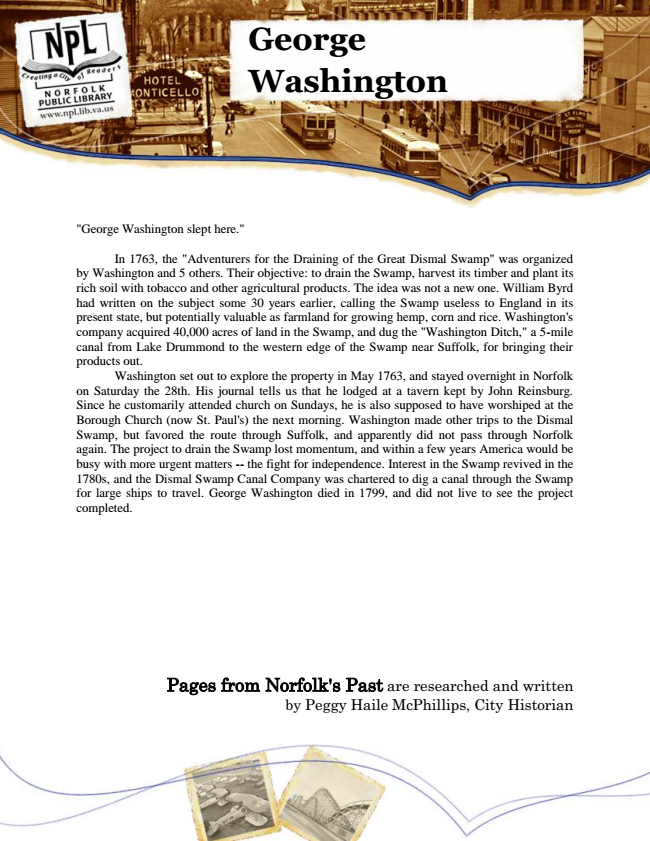 NPL
Creating a City of Readers
NORFOLK
PUBLIC LIBRARY
www.npl.lib.va.us
HOTEL
MONTICELLO
George
Washington
"George Washington slept here."
In 1763, the "Adventurers for the Draining of the Great Dismal Swamp" was organized
by Washington and 5 others. Their objective: to drain the Swamp, harvest its timber and plant its
rich soil with tobacco and other agricultural products. The idea was not a new one. William Byrd
had written on the subject some 30 years earlier, calling the Swamp useless to England in its
present state, but potentially valuable as farmland for growing hemp, corn and rice. Washington's
company acquired 40,000 acres of land in the Swamp, and dug the "Washington Ditch," a 5-mile
canal from Lake Drummond to the western edge of the Swamp near Suffolk, for bringing their
products out.
Washington set out to explore the property in May 1763, and stayed overnight in Norfolk
on Saturday the 28th. His journal tells us that he lodged at a tavern kept by John Reinsburg.
Since he customarily attended church on Sundays, he is also supposed to have worshiped at the
Borough Church (now St. Paul's) the next morning. Washington made other trips to the Dismal
Swamp, but favored the route through Suffolk, and apparently did not pass through Norfolk
again. The project to drain the Swamp lost momentum, and within a few years America would be
busy with more urgent matters -- the fight for independence. Interest in the Swamp revived in the
1780s, and the Dismal Swamp Canal Company was chartered to dig a canal through the Swamp
for large ships to travel. George Washington died in 1799, and did not live to see the project
completed.
Pages from Norfolk's Past are researched and written
by Peggy Haile McPhillips, City Historian